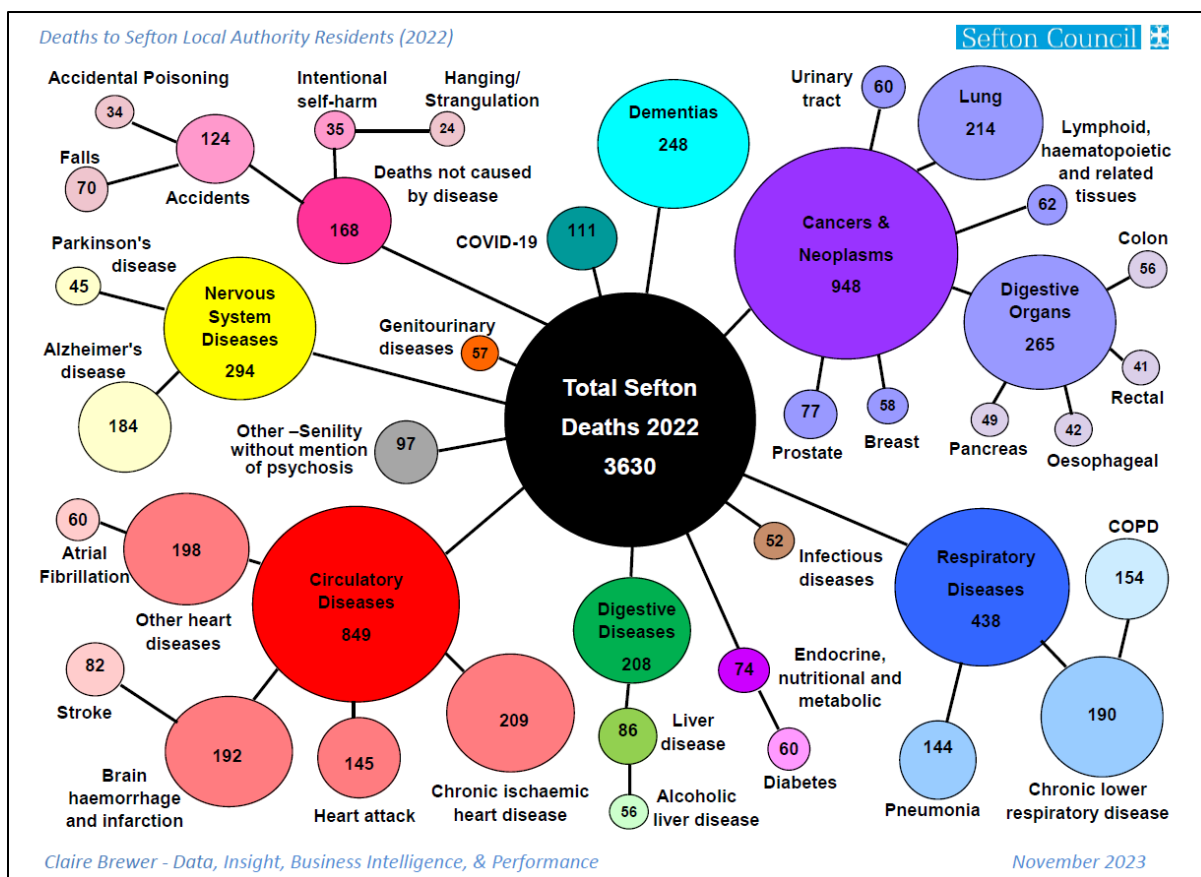 Deaths to Sefton Local Authority Residents (2022)
Sefton Council
Accidental Poisoning
34
124
Accidents
Falls
70
Intentional
self-harm
35
Hanging/
Strangulation
24
Deaths not caused
by disease
168
Dementias
248
COVID-19
111
Urinary
tract
60
Lung
214
Lymphoid,
haematopoietic
and related
tissues
62
Cancers &
Neoplasms
948
Colon
56
Digestive
Organs
265
41
Rectal
42
Oesophageal
49
Pancreas
58
Breast
77
Prostate
Parkinson's
disease
45
Nervous
System
Diseases
294
Alzheimer's
disease
184
Genitourinary
diseases
57
Total Sefton
Deaths 2022
3630
Other –Senility
without mention
of psychosis
97
60
Atrial
Fibrillation
198
Other heart
diseases
Circulatory
Diseases
849
82
Stroke
192
Brain
haemorrhage
and infarction
145
Heart attack
209
Chronic ischaemic
heart disease
Digestive
Diseases
208
86
Liver
disease
56
Alcoholic
liver disease
74
Endocrine,
nutritional and
metabolic
60
Diabetes
52
Infectious
diseases
Respiratory
Diseases
438
COPD
154
190
Chronic lower
respiratory disease
144
Pneumonia
Claire Brewer - Data, Insight, Business Intelligence, & Performance
November 2023